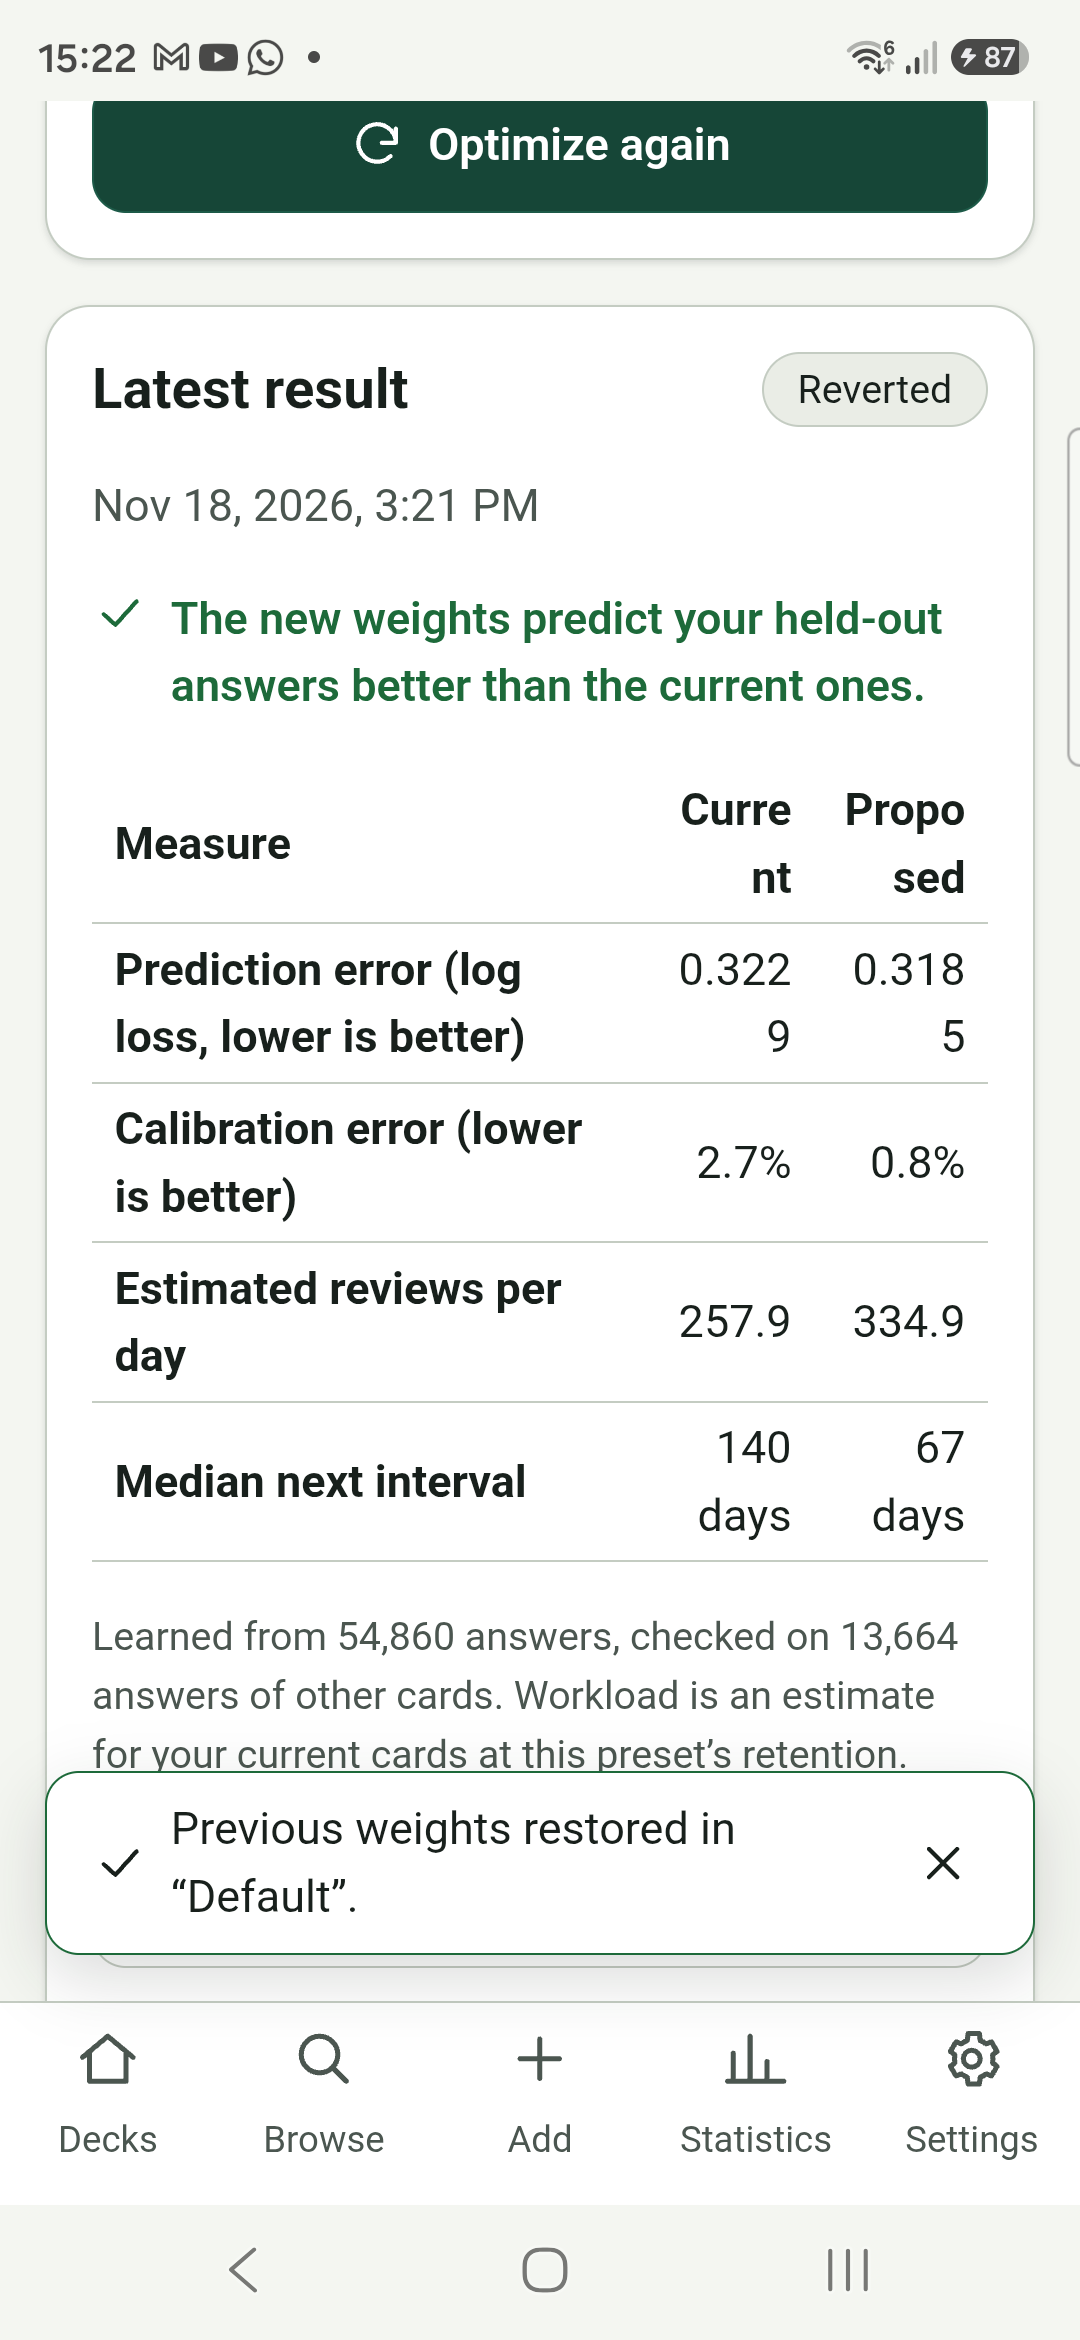 15:22
6
87
Optimize again
Latest result
Reverted
Nov 18, 2026, 3:21 PM
The new weights predict your held-out
answers better than the current ones.
Measure
Curre
nt
Propo
sed
Prediction error (log
loss, lower is better)
0.322
9
0.318
5
Calibration error (lower
is better)
2.7%
0.8%
Estimated reviews per
day
257.9
334.9
Median next interval
140
days
67
days
Learned from 54,860 answers, checked on 13,664
answers of other cards. Workload is an estimate
for your current cards at this preset’s retention.
Previous weights restored in
“Default”.
Decks
Browse
Add
Statistics
Settings